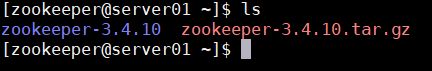 [zookeeper@server01 ~]$ ls
zookeeper-3.4.10  zookeeper-3.4.10.tar.gz
[zookeeper@server01 ~]$